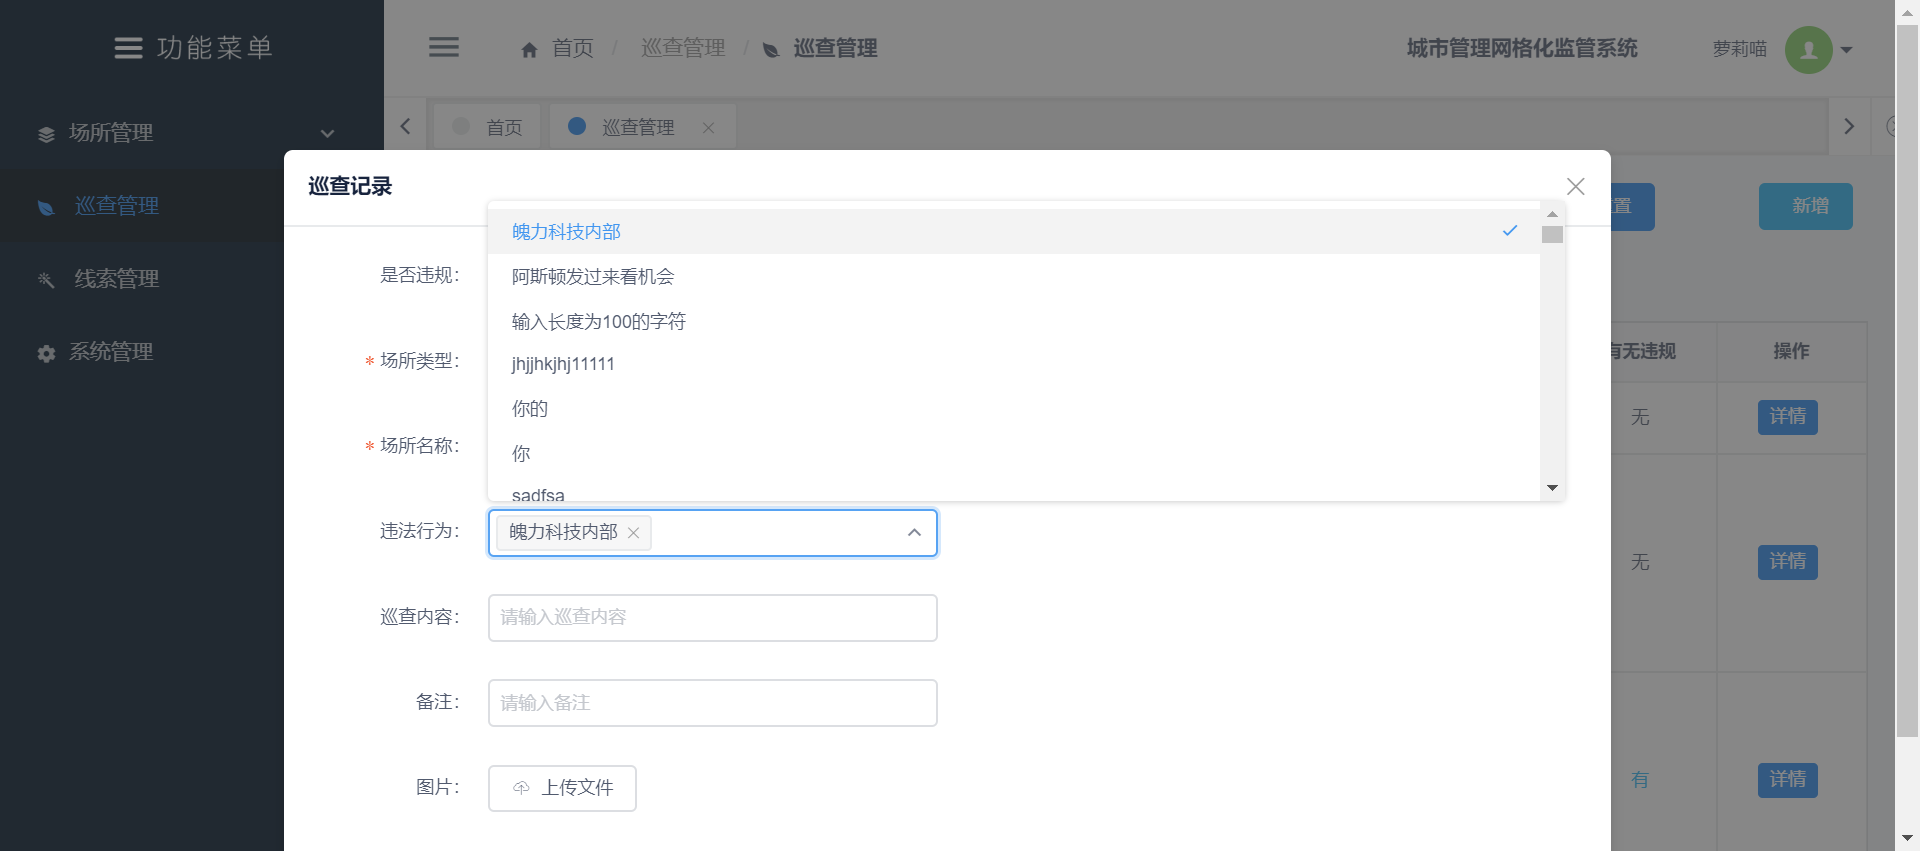 功能菜单
首页 / 巡查管理 / 巡查管理
城市管理网格化监管系统
萝莉喵
场所管理
首页
巡查管理
巡查管理
线索管理
系统管理
巡查记录
置
新增
魄力科技内部
阿斯顿发过来看机会
输入长度为100的字符
jhjjhkjhj11111
你的
你
sadfsa
是否违规：
* 场所类型：
* 场所名称：
违法行为：
魄力科技内部
巡查内容：
请输入巡查内容
备注：
请输入备注
图片：
上传文件
有无违规
操作
无
详情
无
详情
有
详情